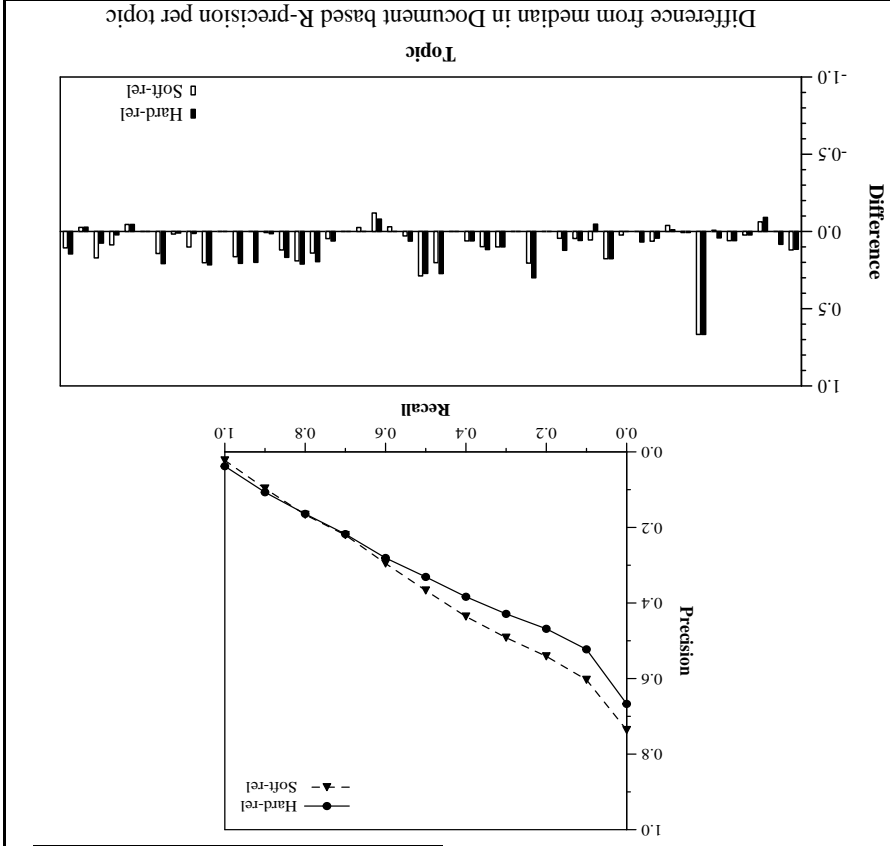 1.0
Hard-rel
Soft-rel
0.8
0.6
Precision
0.4
0.2
0.0
0.0 0.2 0.4 0.6 0.8 1.0
Recall
1.0
0.5
Difference
0.0
-0.5
Hard-rel
Soft-rel
-1.0
Topic
Difference from median in Document based R-precision per topic